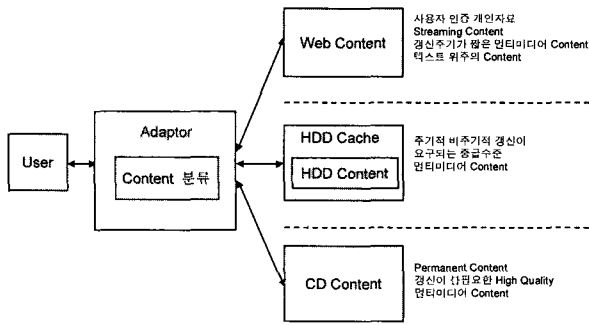 User
Adaptor
Content 분류
Web Content
사용자 인증 개인자료
Streaming Content
갱신주기가 짧은 멀티미디어 Content
텍스트 위주의 Content
HDD Cache
HDD Content
주기적 비주기적 갱신이
요구되는 중급수준
멀티미디어 Content
CD Content
Permanent Content
갱신이 High Quality
멀티미디어 Content